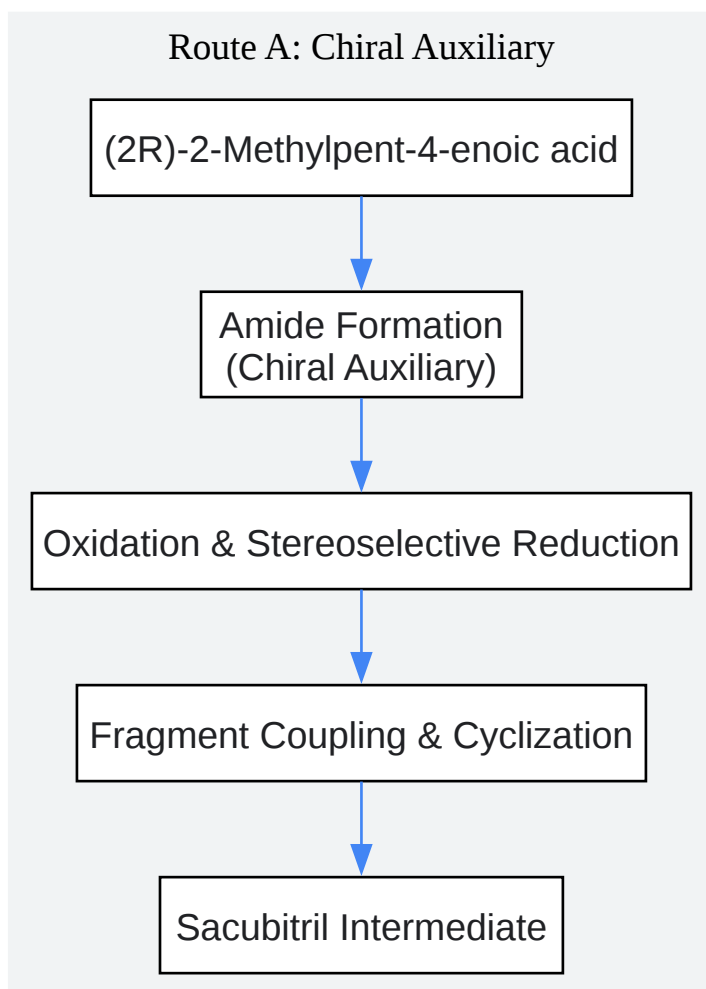 Route A: Chiral Auxiliary
(2R)-2-Methylpent-4-enoic acid
Amide Formation
(Chiral Auxiliary)
Oxidation & Stereoselective Reduction
Fragment Coupling & Cyclization
Sacubitril Intermediate